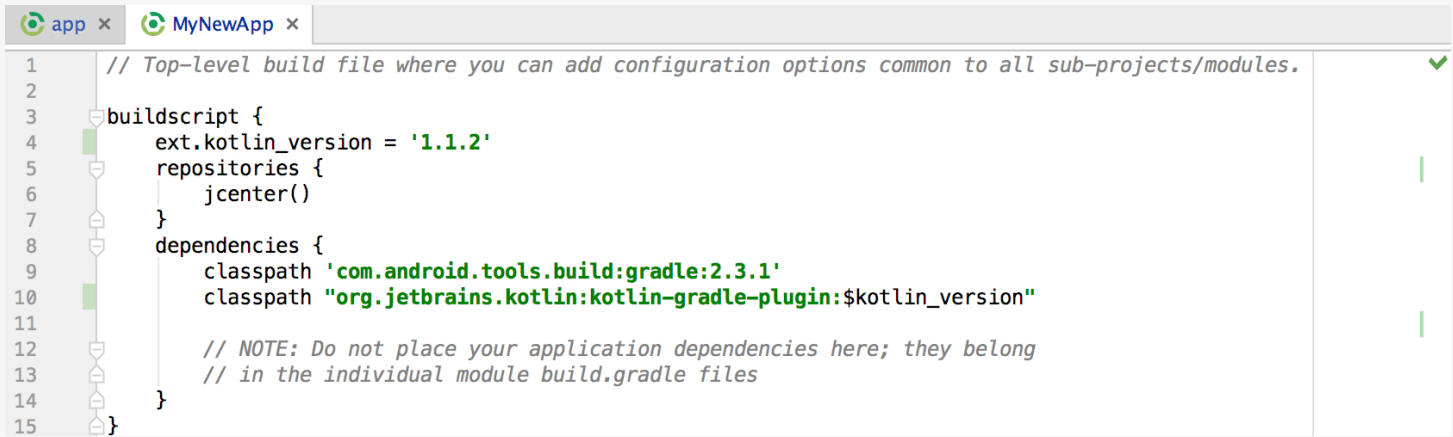 app × MyNewApp ×
1 // Top-level build file where you can add configuration options common to all sub-projects/modules.
2
3 buildscript {
4     ext.kotlin_version = '1.1.2'
5     repositories {
6         jcenter()
7     }
8     dependencies {
9         classpath 'com.android.tools.build:gradle:2.3.1'
10         classpath "org.jetbrains.kotlin:kotlin-gradle-plugin:$kotlin_version"
11
12         // NOTE: Do not place your application dependencies here; they belong
13         // in the individual module build.gradle files
14     }
15 }